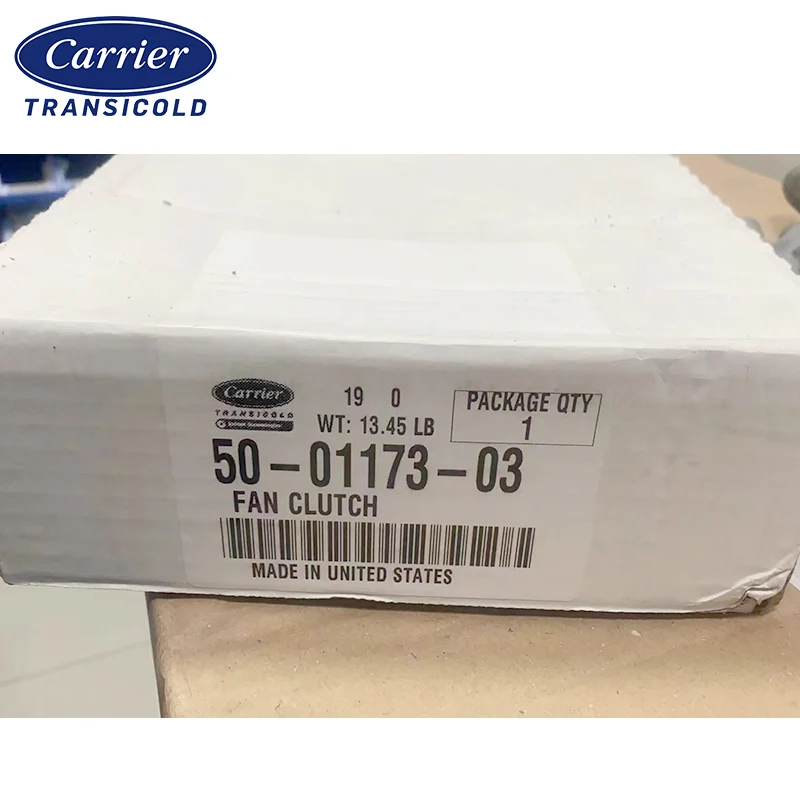 Carrier
TRANSICOLD
Carrier
TRANSICOLD
19 0
WT: 13.45 LB
PACKAGE QTY
1
50-01173-03
FAN CLUTCH
MADE IN UNITED STATES